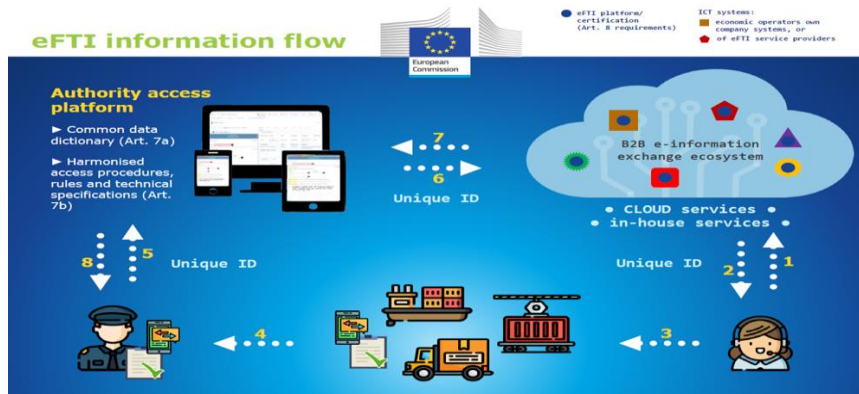 eFTI information flow
European
Commission
eFTI platform/
certification
(Art. 8 requirements)
ICT systems:
economic operators own
company systems, or
of eFTI service providers
Authority access
platform
► Common data
dictionary (Art. 7a)
► Harmonised
access procedures,
rules and technical
specifications (Art.
7b)
7
6
Unique ID
B2B e-information
exchange ecosystem
• CLOUD services •
• in-house services •
8
5
Unique ID
Unique ID
2
1
4
3